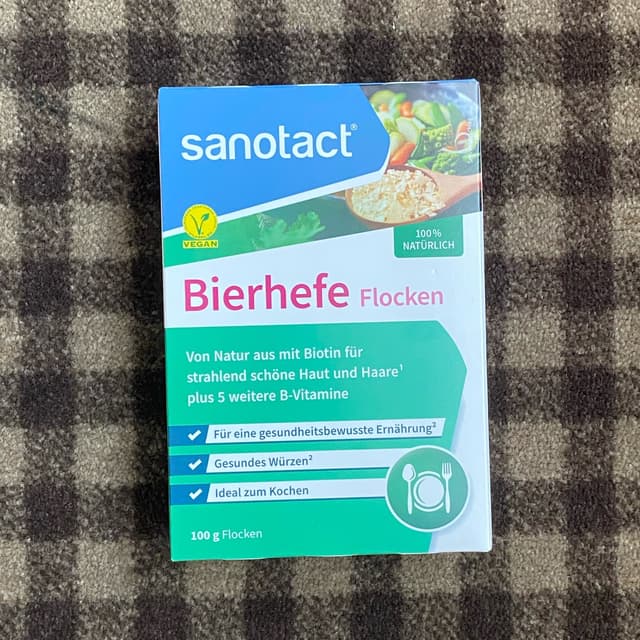 sanotact®
VEGAN
100%
NATÜRLICH
Bierhefe Flocken
Von Natur aus mit Biotin für
strahlend schöne Haut und Haare¹
plus 5 weitere B-Vitamine
Für eine gesundheitsbewusste Ernährung²
Gesundes Würzen²
Ideal zum Kochen
100 g Flocken